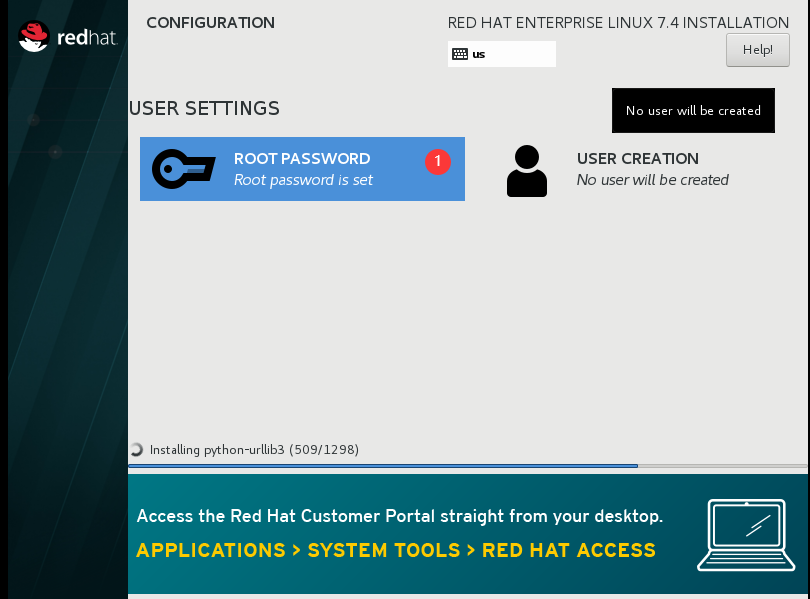 redhat.
CONFIGURATION
RED HAT ENTERPRISE LINUX 7.4 INSTALLATION
us
Help!
USER SETTINGS
No user will be created
ROOT PASSWORD
Root password is set
1
USER CREATION
No user will be created
Installing python-urllib3 (509/1298)
Access the Red Hat Customer Portal straight from your desktop.
APPLICATIONS > SYSTEM TOOLS > RED HAT ACCESS